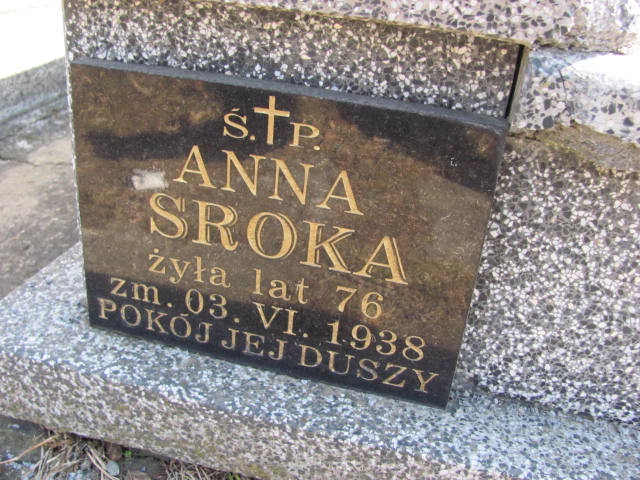 Ś.†P.
ANNA
SROKA
żyła lat 76
zm. 03. VI. 1938
POKÓJ JEJ DUSZY